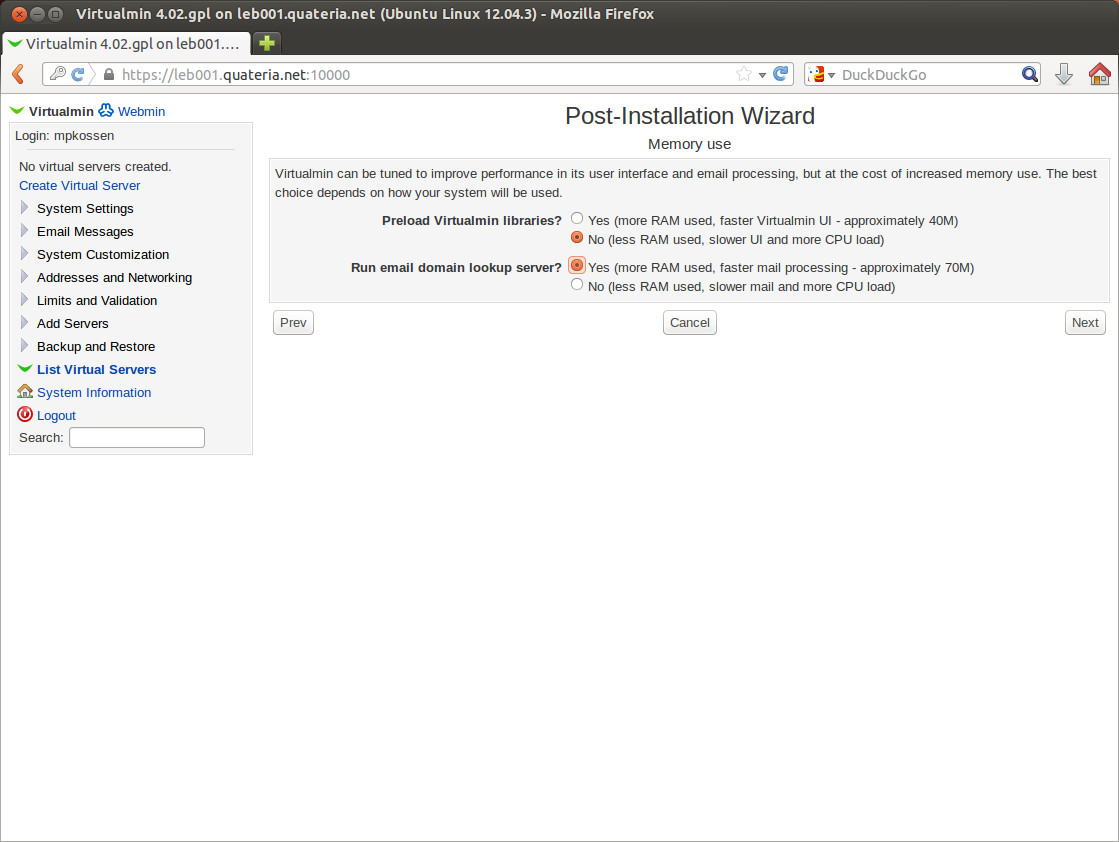 Virtualmin 4.02.gpl on leb001.quateria.net (Ubuntu Linux 12.04.3) - Mozilla Firefox
Virtualmin 4.02.gpl on leb001....
https://leb001.quateria.net:10000
DuckDuckGo
Virtualmin Webmin
Login: mpkossen
No virtual servers created.
Create Virtual Server
System Settings
Email Messages
System Customization
Addresses and Networking
Limits and Validation
Add Servers
Backup and Restore
List Virtual Servers
System Information
Logout
Search:
Post-Installation Wizard
Memory use
Virtualmin can be tuned to improve performance in its user interface and email processing, but at the cost of increased memory use. The best
choice depends on how your system will be used.
Preload Virtualmin libraries? Yes (more RAM used, faster Virtualmin UI - approximately 40M)
No (less RAM used, slower UI and more CPU load)
Run email domain lookup server? Yes (more RAM used, faster mail processing - approximately 70M)
No (less RAM used, slower mail and more CPU load)
Prev Cancel Next